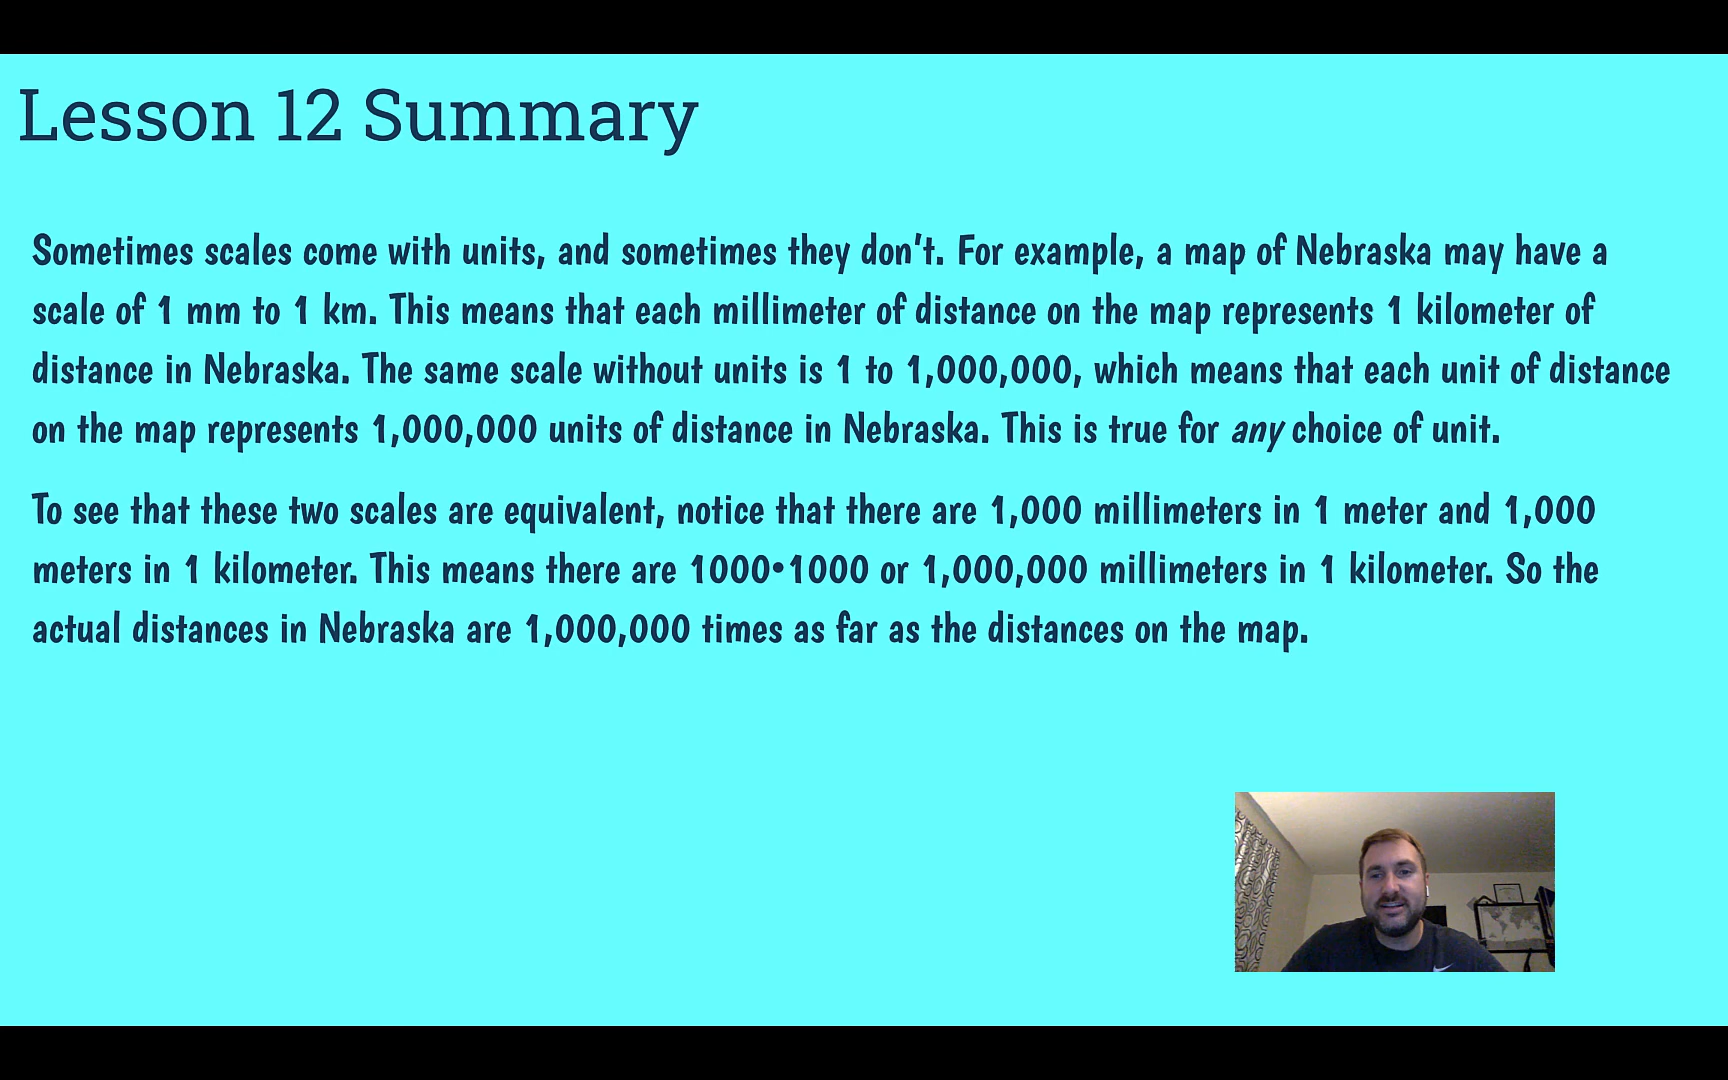 Lesson 12 Summary
Sometimes scales come with units, and sometimes they don't. For example, a map of Nebraska may have a
scale of 1 mm to 1 km. This means that each millimeter of distance on the map represents 1 kilometer of
distance in Nebraska. The same scale without units is 1 to 1,000,000, which means that each unit of distance
on the map represents 1,000,000 units of distance in Nebraska. This is true for any choice of unit.
To see that these two scales are equivalent, notice that there are 1,000 millimeters in 1 meter and 1,000
meters in 1 kilometer. This means there are 1000•1000 or 1,000,000 millimeters in 1 kilometer. So the
actual distances in Nebraska are 1,000,000 times as far as the distances on the map.